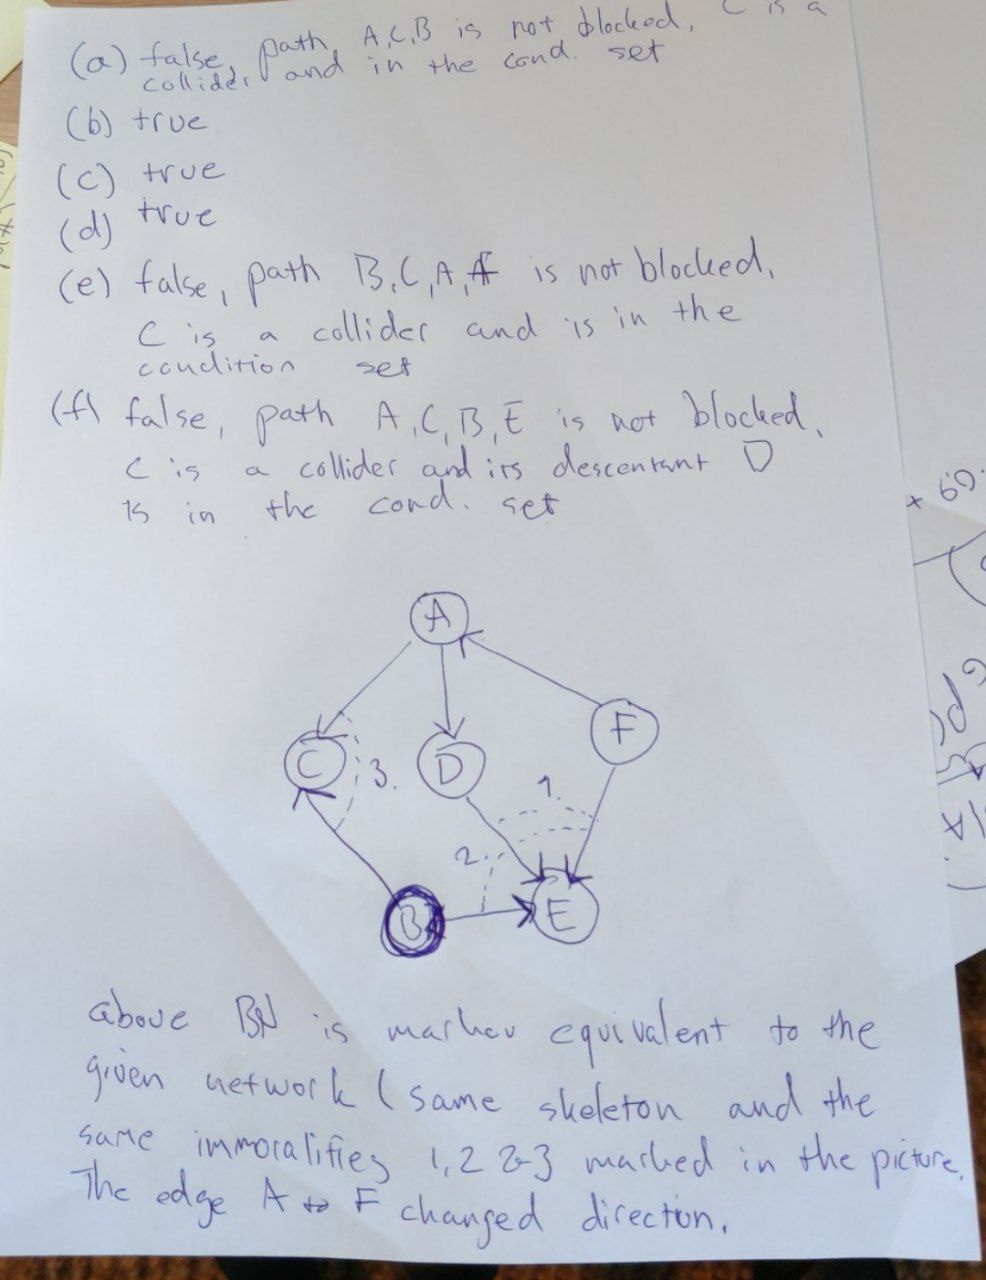 (a) false, path A,C,B is not blocked, C is a
collider and in the cond. set
(b) true
(c) true
(d) true
(e) false, path B,C,A,F is not blocked,
C is a collider and is in the
condition set
(f) false, path A,C,B,E is not blocked,
C is a collider and its descentant D
is in the cond. set
A
F
C
D
3.
1.
2.
B
E
above BN is markov equivalent to the
given network (same skeleton and the
same immoralities 1,2 & 3 marked in the picture.
The edge A to F changed direction.